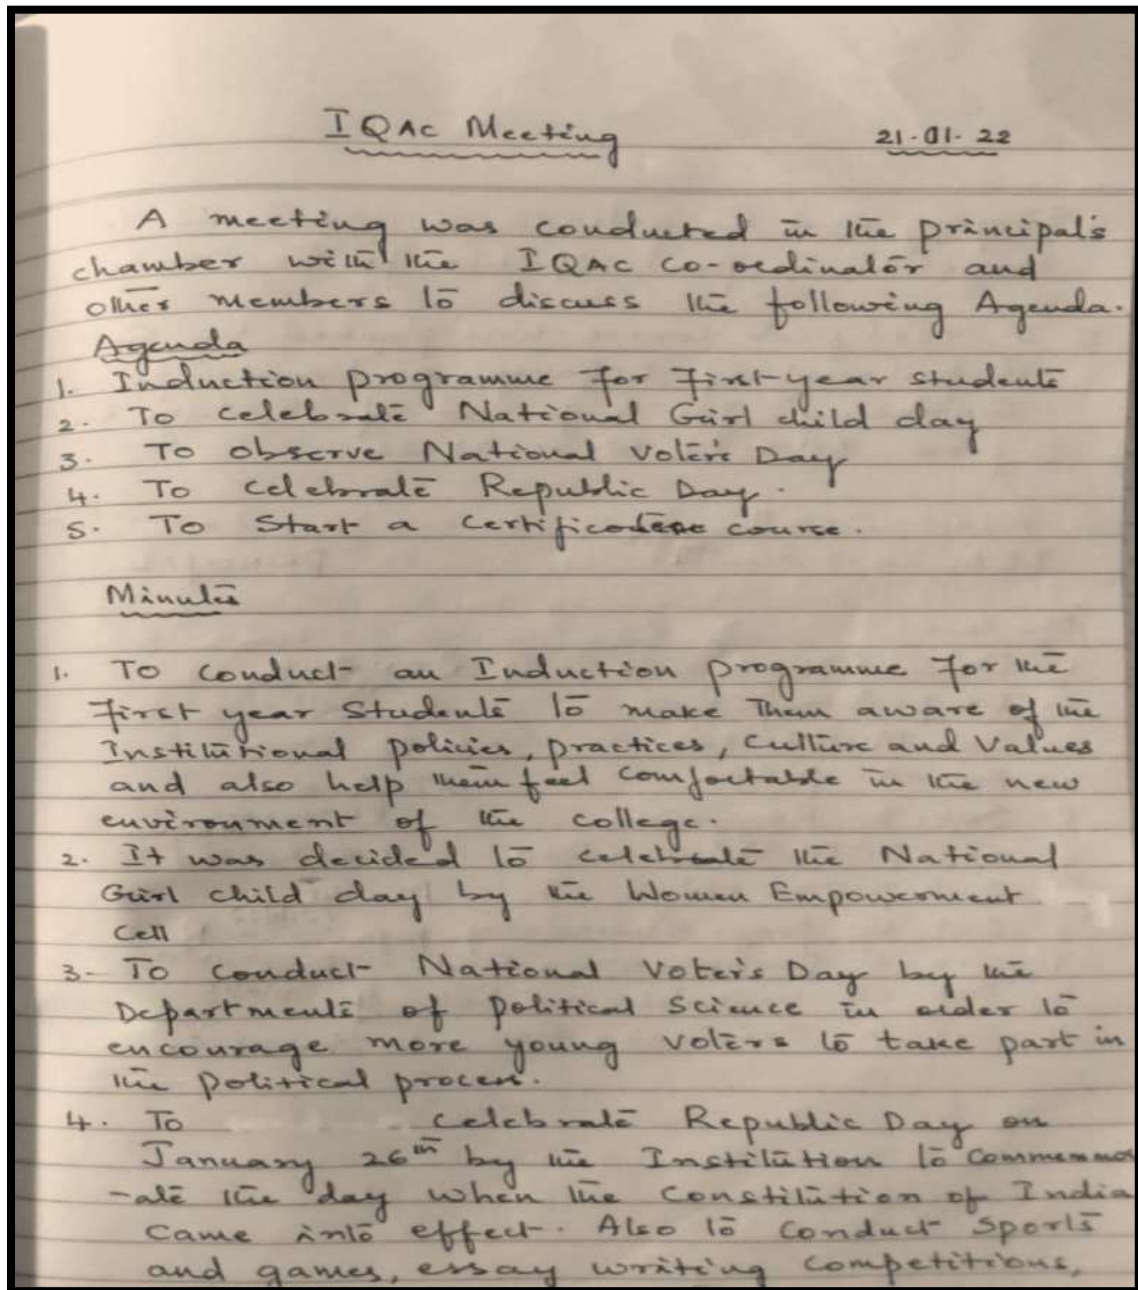 IQAC Meeting 21-01-22
A meeting was conducted in the principal's
chamber with the IQAC co-ordinator and
other members to discuss the following Agenda.
Agenda
1. Induction programme for first-year students
2. To celebrate National Girl child day
3. To observe National Voter's Day
4. To celebrate Republic Day.
5. To Start a course.
Minutes
1. To conduct an Induction programme for the
first year Students to make them aware of the
Institutional policies, practices, culture and values
and also help them feel comfortable in the new
environment of the college.
2. It was decided to celebrate the National
Girl child day by the Women Empowerment
Cell
3- To conduct National Voter's Day by the
Departments of political Science in order to
encourage more young voters to take part in
the political process.
4. To celebrate Republic Day on
January 26th by the Institution to commemmor
-ate the day when the constitution of India
came into effect. Also to conduct sports
and games, essay writing competitions,